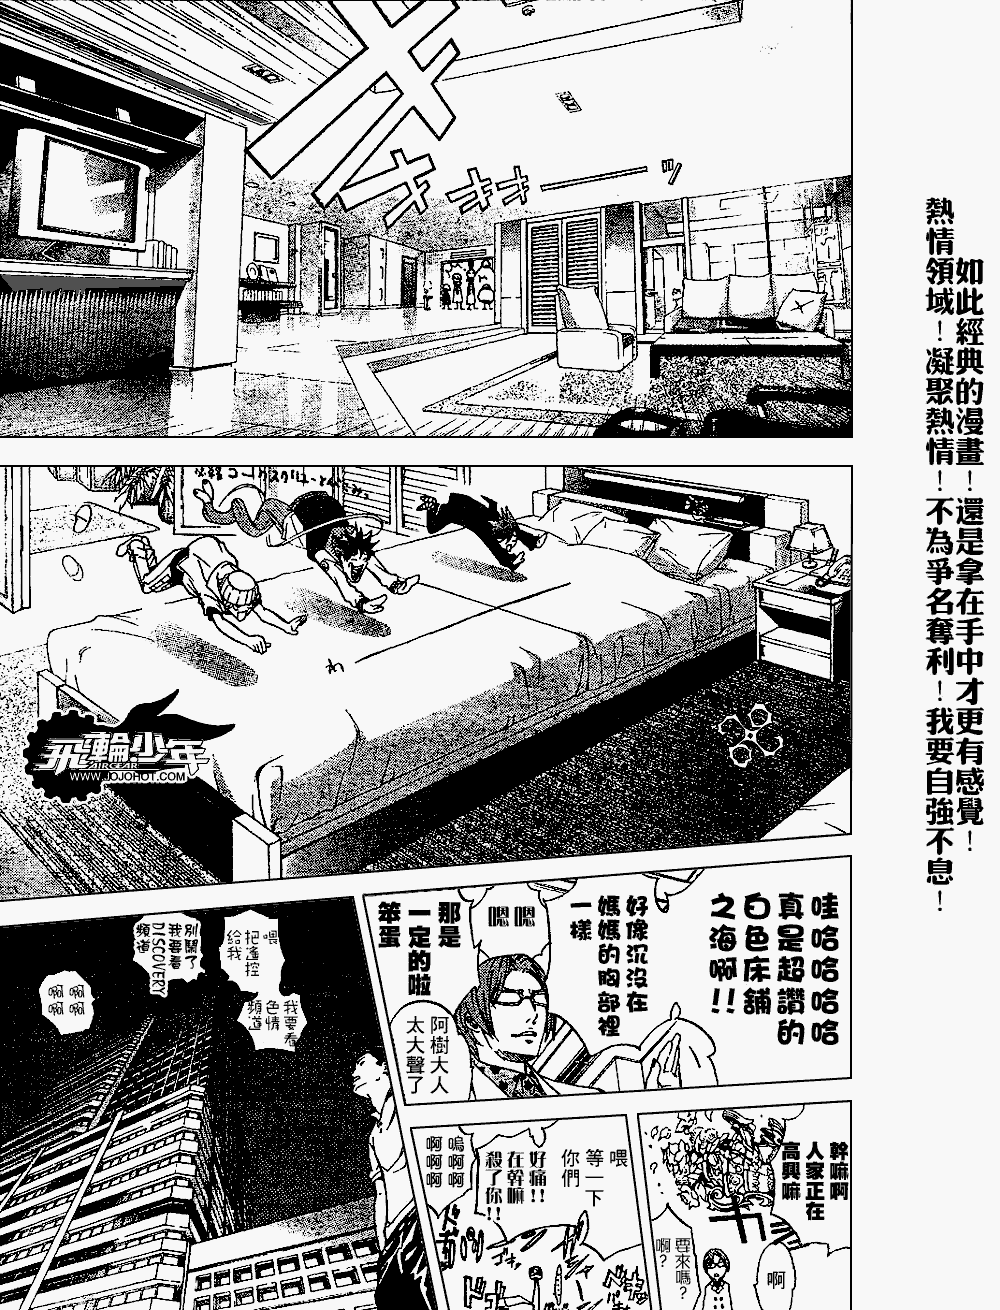 如此經典的漫畫！還是拿在手中才更有感覺！
熱情領域！凝聚熱情！不為爭名奪利！我要自強不息！
キ
キキキーッ
わ
飛輪少年
AIR GEAR
WWW.JOJOHOT.COM
哇哈哈哈哈
真是超讚的
白色床舖
之海啊!!
好像沉沒在
媽媽的胸部裡
一樣
嗯嗯
那是
一定的啦
笨蛋
阿樹大人
太大聲了
喂
把遙控
給我
別鬧了
我要看
DISCOVERY
頻道
我要看
色情
頻道
啊啊
啊啊
幹嘛啊
人家正在
高興嘛
啊
要來嗎?
啊?
喂
等一下
你們
好痛!!
在幹嘛
殺了你!!
嗚啊啊
啊啊啊